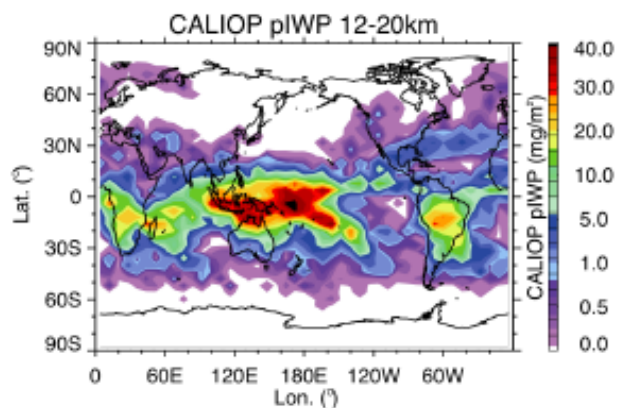 CALIOP pIWP 12-20km
90N
60N
30N
0
30S
60S
90S
Lat. (°)
0 60E 120E 180E 120W 60W
Lon. (°)
40.0
30.0
20.0
10.0
5.0
1.0
0.5
0.0
CALIOP pIWP (mg/m²)